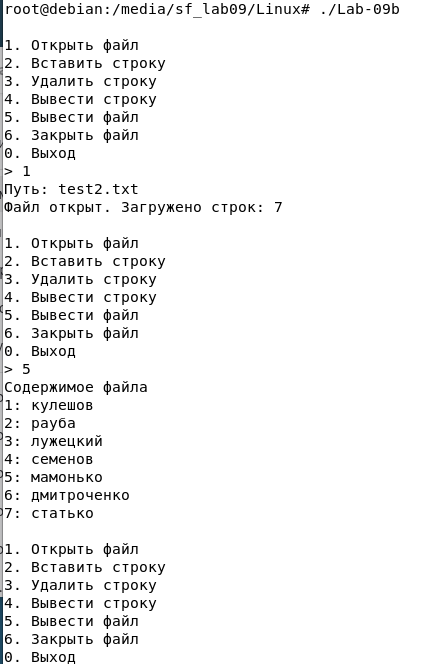 root@debian:/media/sf_lab09/Linux# ./Lab-09b
1. Открыть файл
2. Вставить строку
3. Удалить строку
4. Вывести строку
5. Вывести файл
6. Закрыть файл
0. Выход
> 1
Путь: test2.txt
Файл открыт. Загружено строк: 7
1. Открыть файл
2. Вставить строку
3. Удалить строку
4. Вывести строку
5. Вывести файл
6. Закрыть файл
0. Выход
> 5
Содержимое файла
1: кулешов
2: рауба
3: лужецкий
4: семенов
5: мамонько
6: дмитроченко
7: статько
1. Открыть файл
2. Вставить строку
3. Удалить строку
4. Вывести строку
5. Вывести файл
6. Закрыть файл
0. Выход